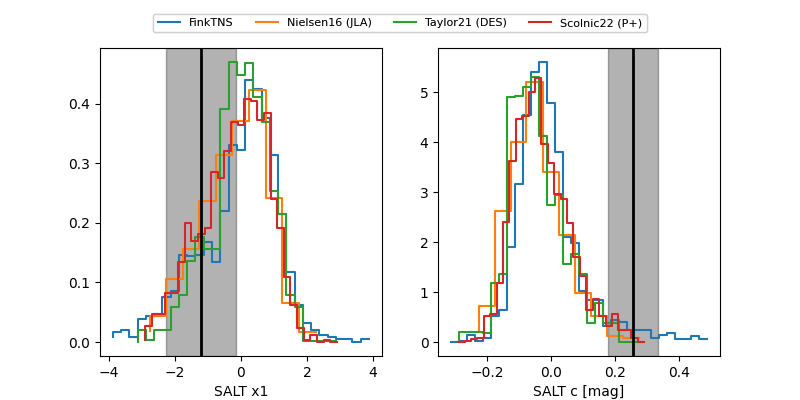 FinkTNS Nielsen16 (JLA) Taylor21 (DES) Scolnic22 (P+)
0.4
0.3
0.2
0.1
0.0
−4 −2 0 2 4
SALT x1
5
4
3
2
1
0
−0.2 0.0 0.2 0.4
SALT c [mag]